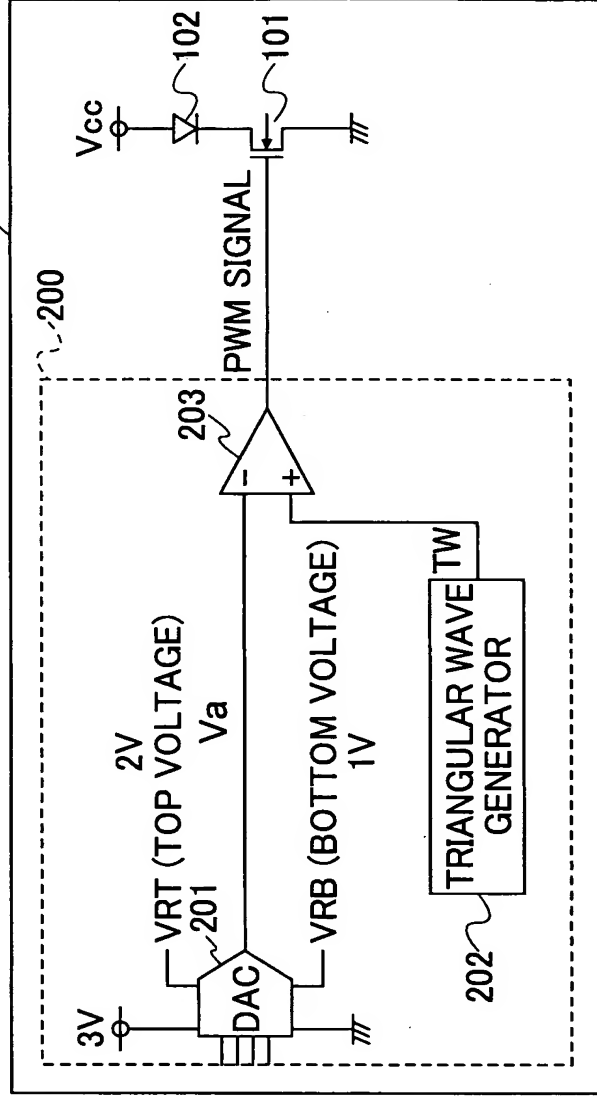 200
Vcc
102
101
3V
2V
VRT (TOP VOLTAGE)
201
DAC
Va
203
-
+
PWM SIGNAL
VRB (BOTTOM VOLTAGE)
1V
TW
TRIANGULAR WAVE
GENERATOR
202